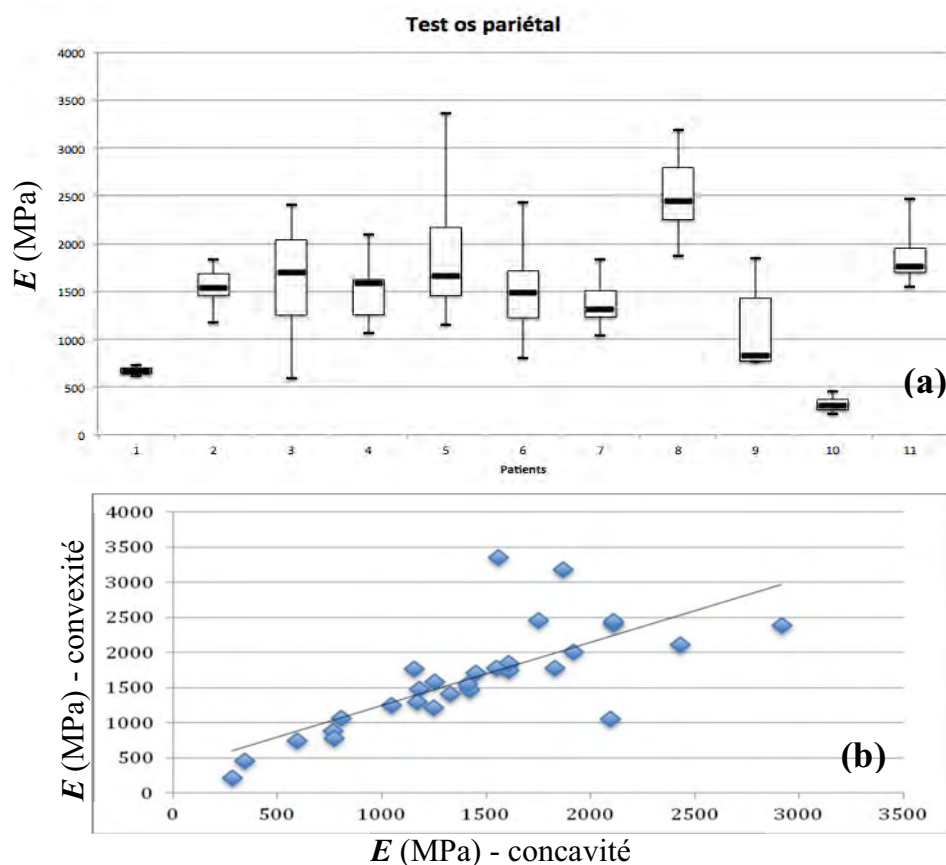 Test os pariétal
4000
3500
3000
2500
2000
1500
1000
500
0
E (MPa)
1 2 3 4 5 6 7 8 9 10 11
Patients
(a)
4000
3500
3000
2500
2000
1500
1000
500
0
E (MPa) - convexité
(b)
0 500 1000 1500 2000 2500 3000 3500
E (MPa) - concavité